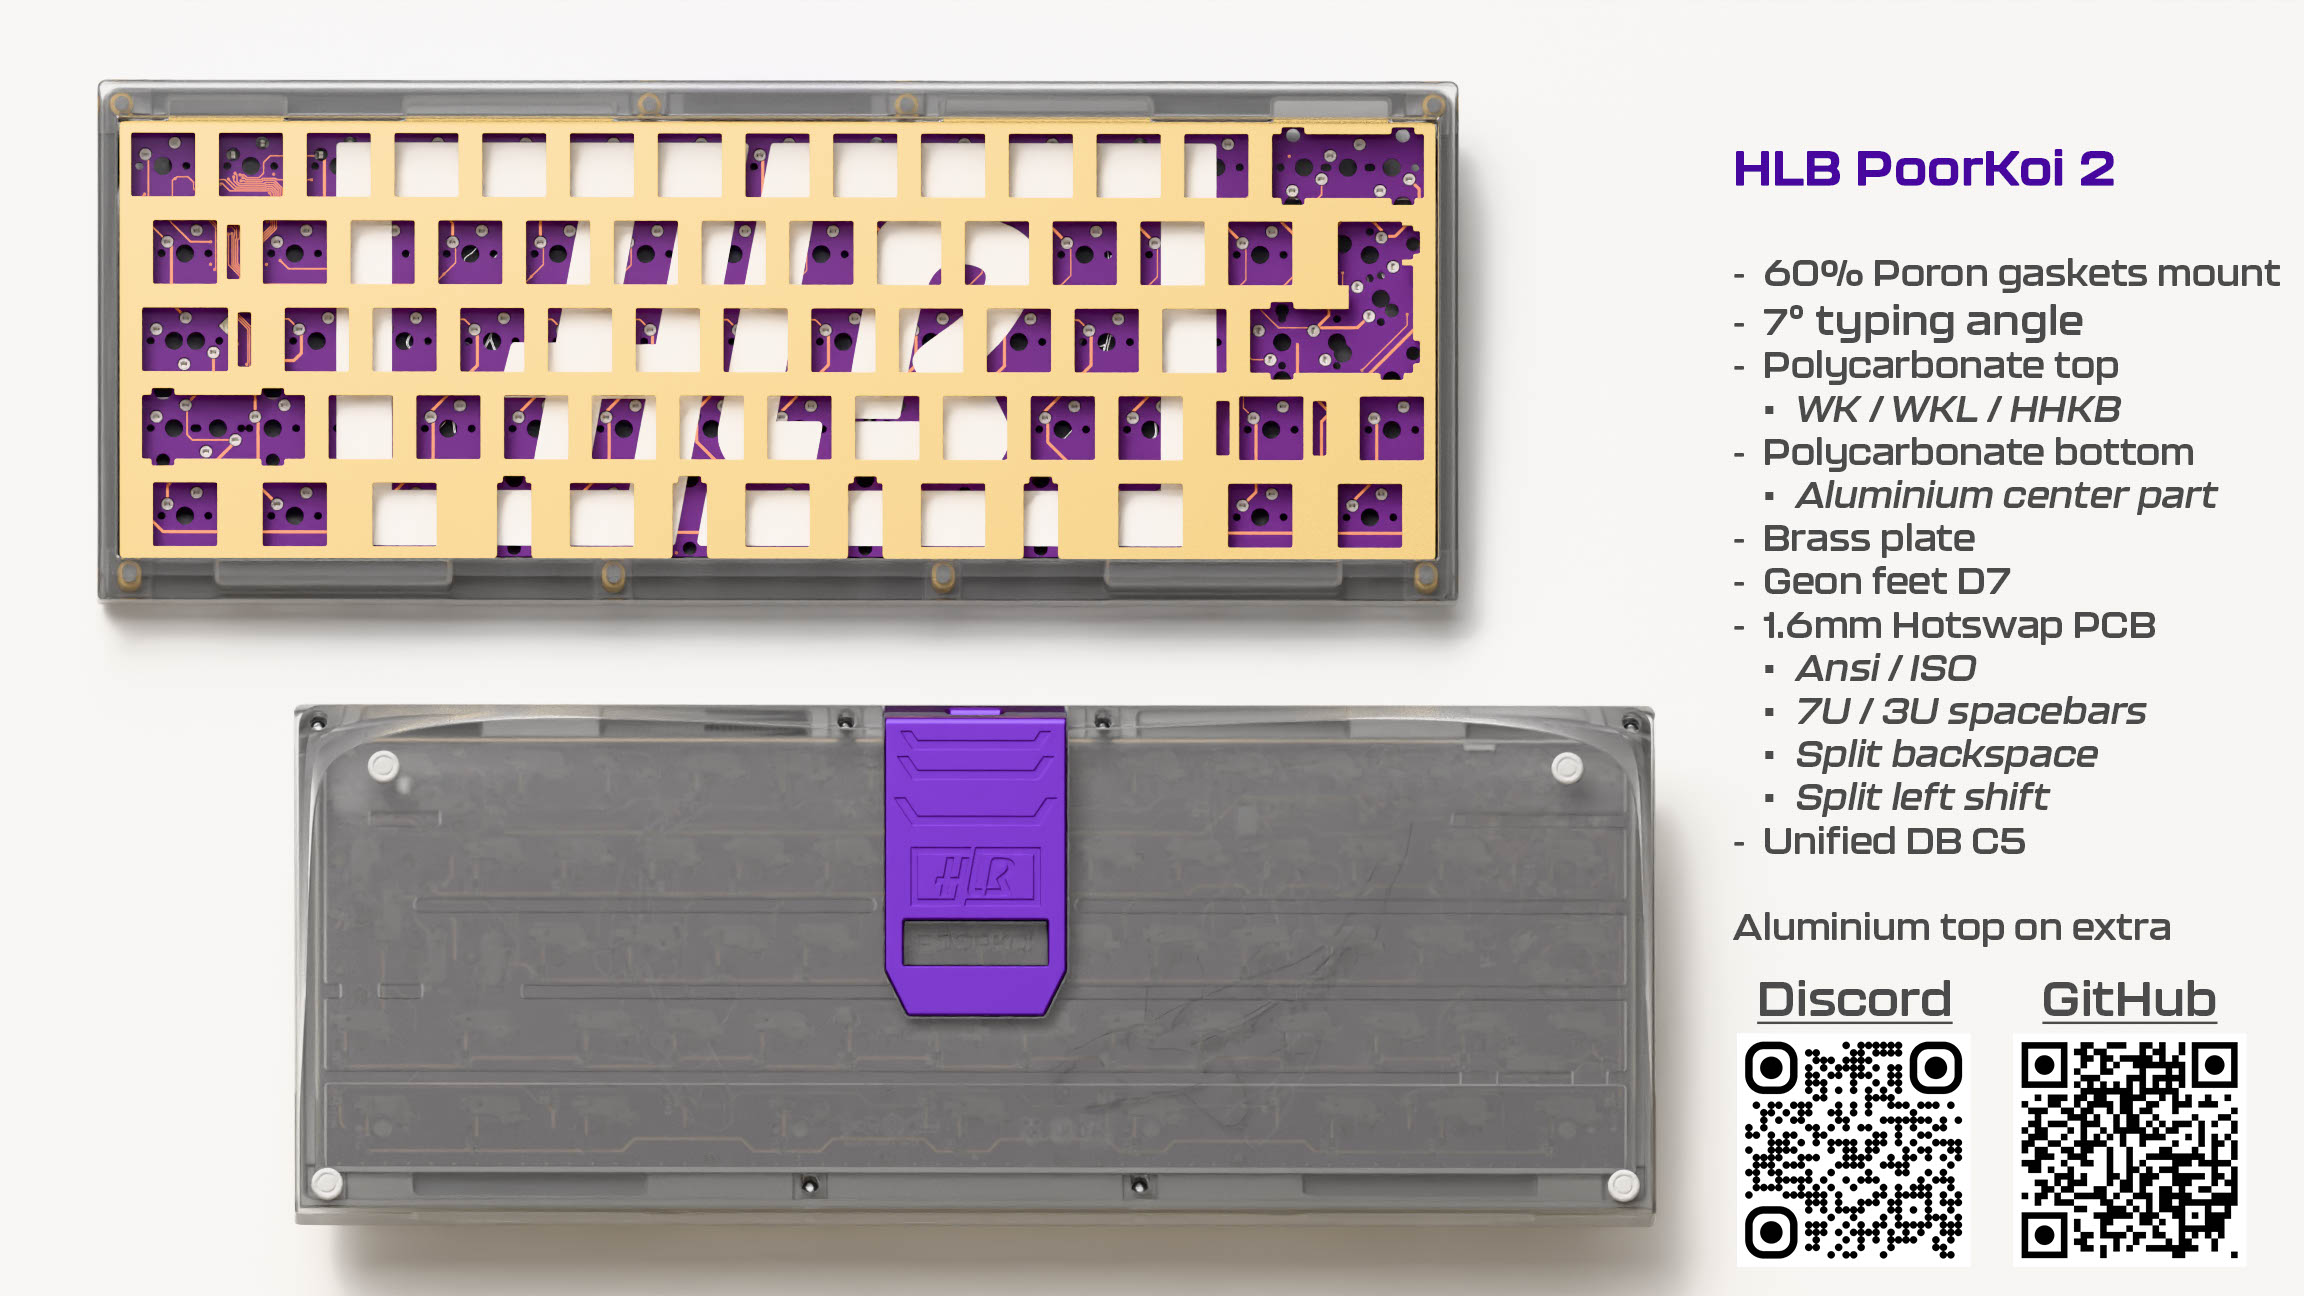 HLB PoorKoi 2
- 60% Poron gaskets mount
- 7° typing angle
- Polycarbonate top
▪ WK / WKL / HHKB
- Polycarbonate bottom
▪ Aluminium center part
- Brass plate
- Geon feet D7
- 1.6mm Hotswap PCB
▪ Ansi / ISO
▪ 7U / 3U spacebars
▪ Split backspace
▪ Split left shift
- Unified DB C5
Aluminium top on extra
Discord GitHub
HLB